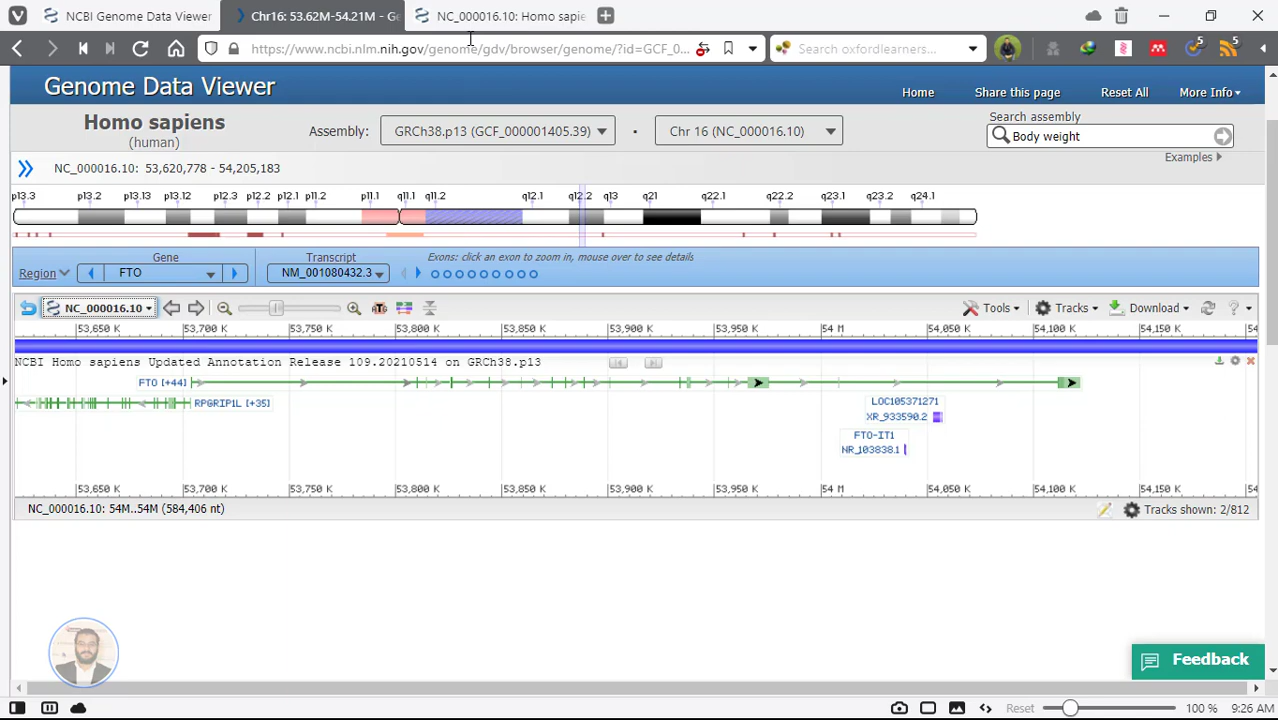 NCBI Genome Data Viewer
Chr16: 53.62M-54.21M - Ge
NC_000016.10: Homo sapie
https://www.ncbi.nlm.nih.gov/genome/gdv/browser/genome/?id=GCF_0...
Search oxfordlearners
5
5
Genome Data Viewer
Home
Share this page
Reset All
More Info
Homo sapiens
(human)
Assembly:
GRCh38.p13 (GCF_000001405.39)
Chr 16 (NC_000016.10)
Search assembly
Body weight
Examples
NC_000016.10: 53,620,778 - 54,205,183
p13.3 p13.2 p13.13 p13.12 p12.3 p12.2 p12.1 p11.2 p11.1 q11.1 q11.2 q12.1 q12.2 q13 q21 q22.1 q22.2 q23.1 q23.2 q24.1
Gene
Transcript
Exons: click an exon to zoom in, mouse over to see details
Region
FTO
NM_001080432.3
NC_000016.10
Tools
Tracks
Download
?
53,650 K 53,700 K 53,750 K 53,800 K 53,850 K 53,900 K 53,950 K 54 M 54,050 K 54,100 K 54,150 K 54
NCBI Homo sapiens Updated Annotation Release 109.20210514 on GRCh38.p13
FTO [+44]
RPGRIP1L [+35]
LOC105371271
XR_933590.2
FTO-IT1
NR_103838.1
53,650 K 53,700 K 53,750 K 53,800 K 53,850 K 53,900 K 53,950 K 54 M 54,050 K 54,100 K 54,150 K 54
NC_000016.10: 54M..54M (584,406 nt)
Tracks shown: 2/812
Feedback
Reset
100 %
9:26 AM